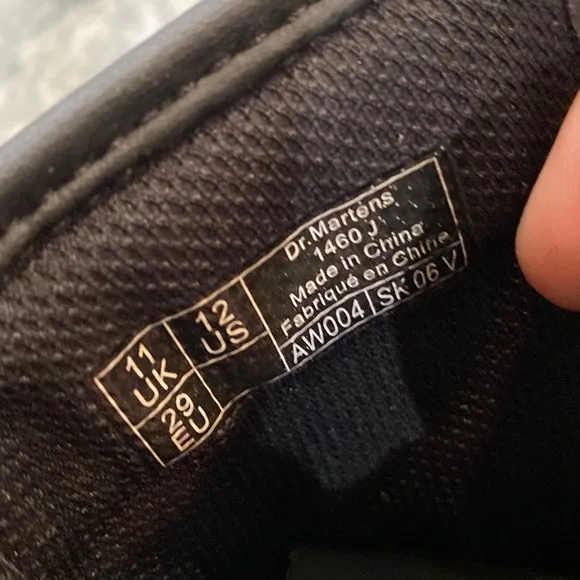 11 UK
12 US
29 EU
Dr.Martens
1460 J
Made in China
Fabriqué en Chine
AW004 SK 06 V